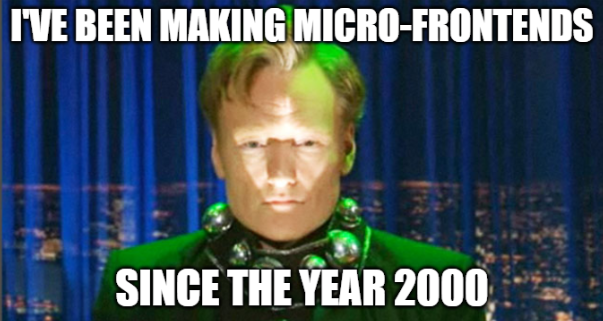 I'VE BEEN MAKING MICRO-FRONTENDS
SINCE THE YEAR 2000